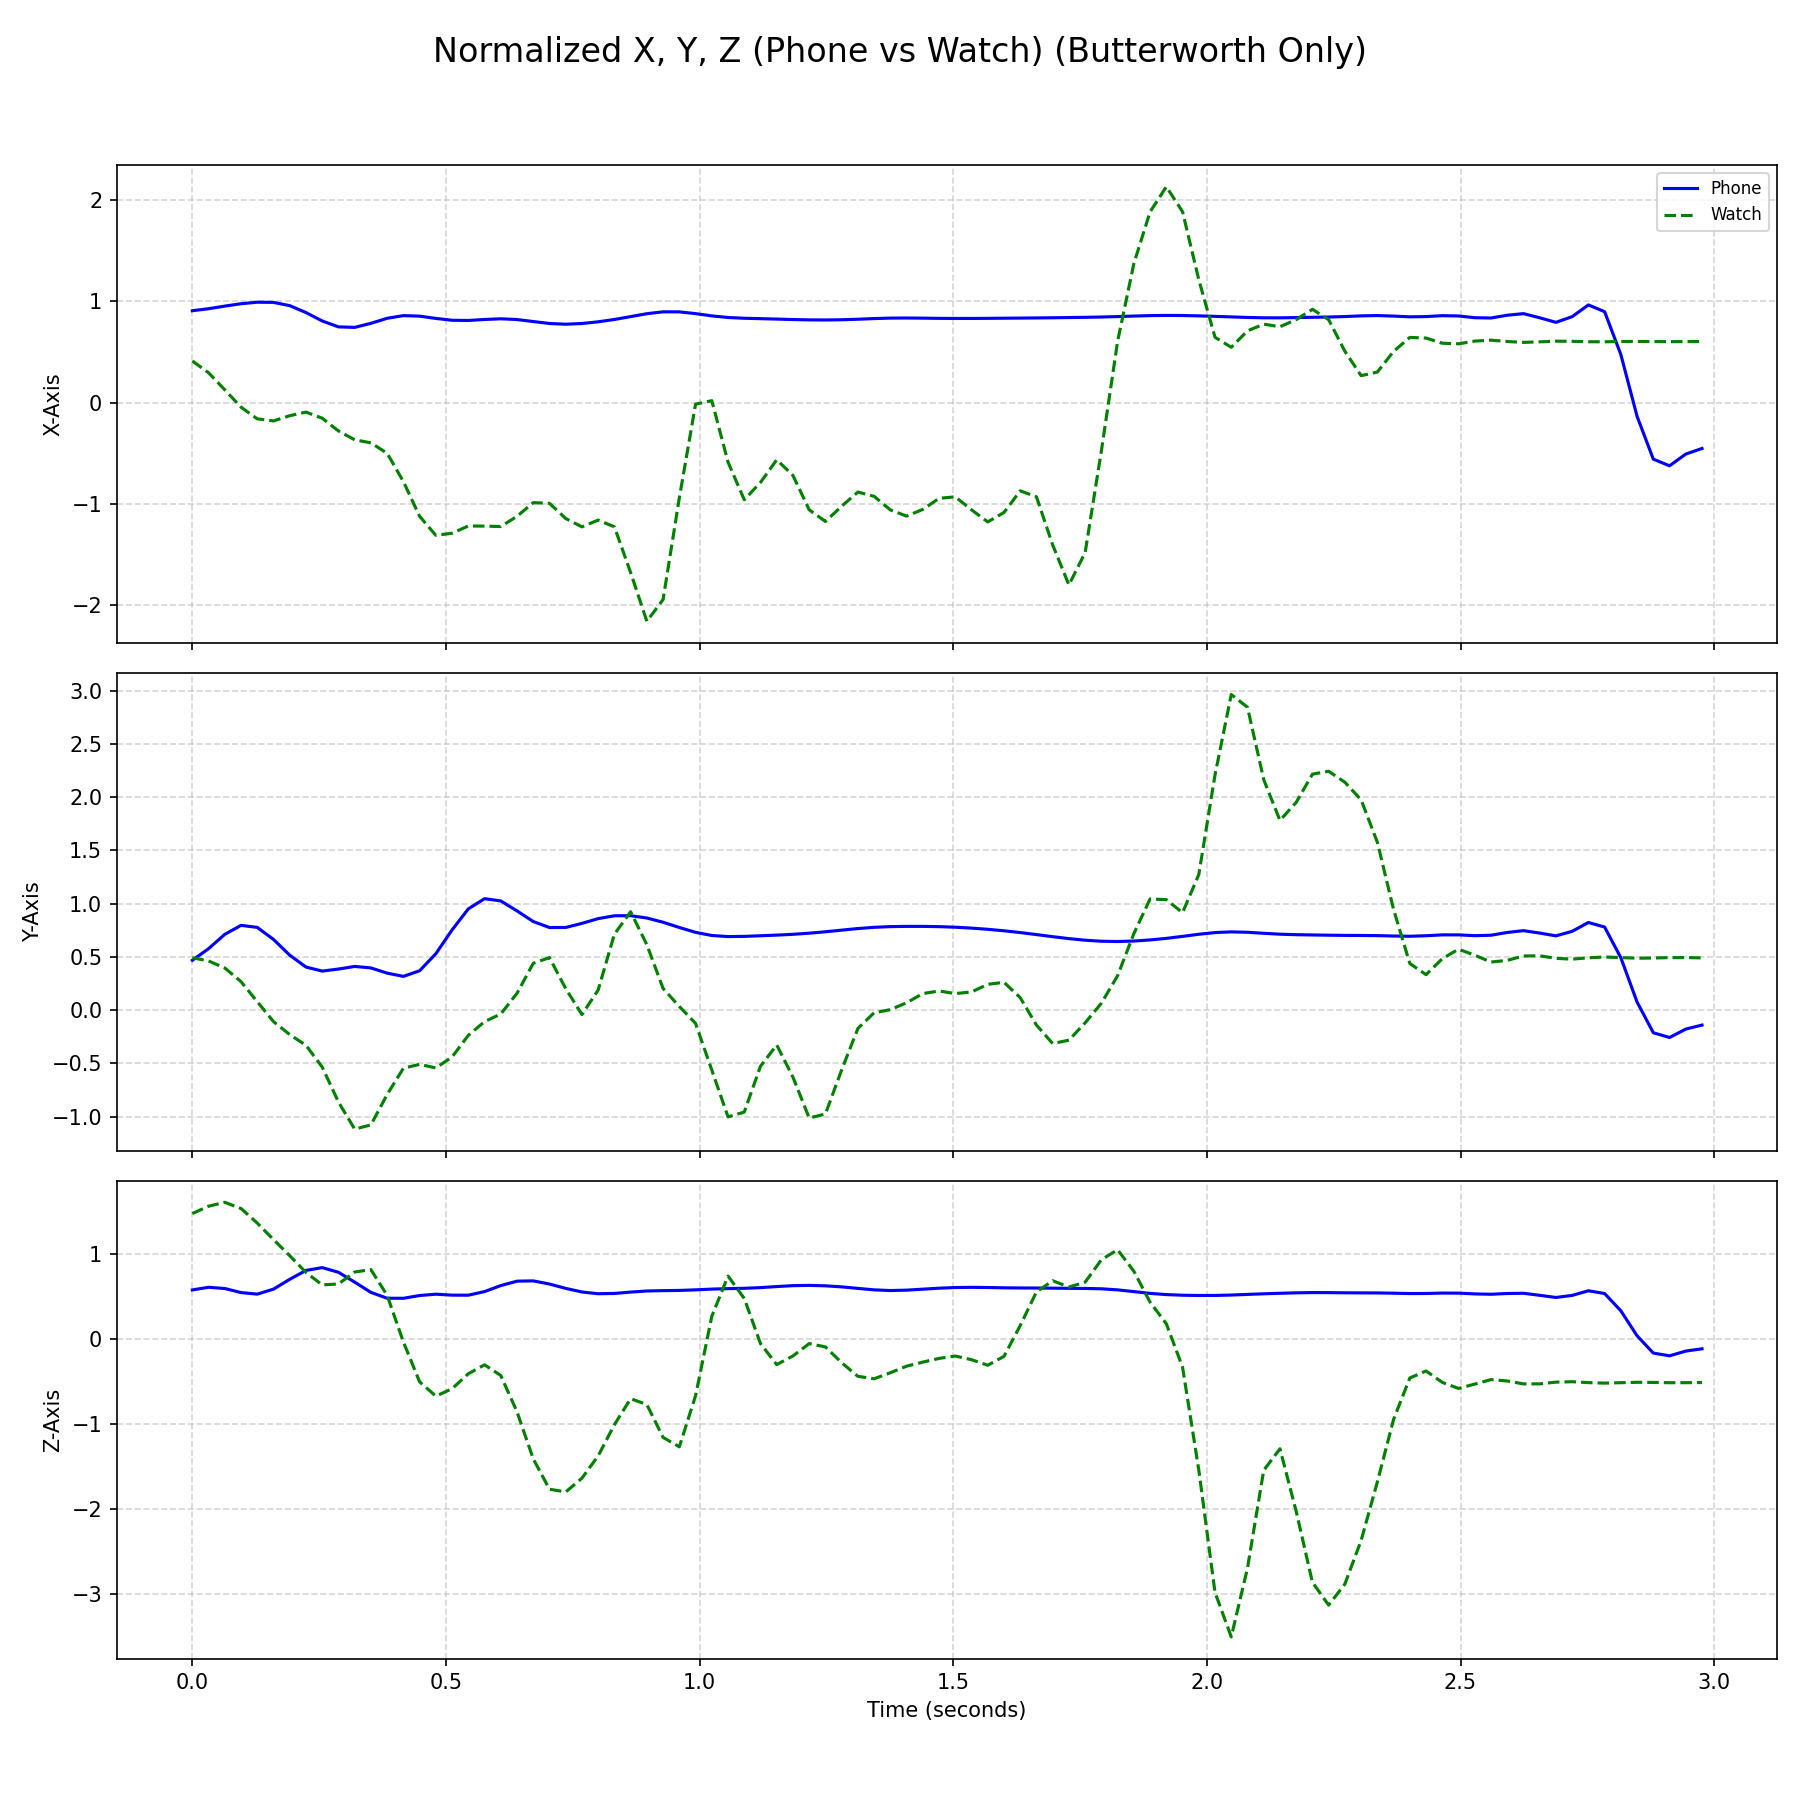 Normalized X, Y, Z (Phone vs Watch) (Butterworth Only)
Phone
Watch
X-Axis
2
1
0
−1
−2
Y-Axis
3.0
2.5
2.0
1.5
1.0
0.5
0.0
−0.5
−1.0
Z-Axis
1
0
−1
−2
−3
0.0 0.5 1.0 1.5 2.0 2.5 3.0
Time (seconds)